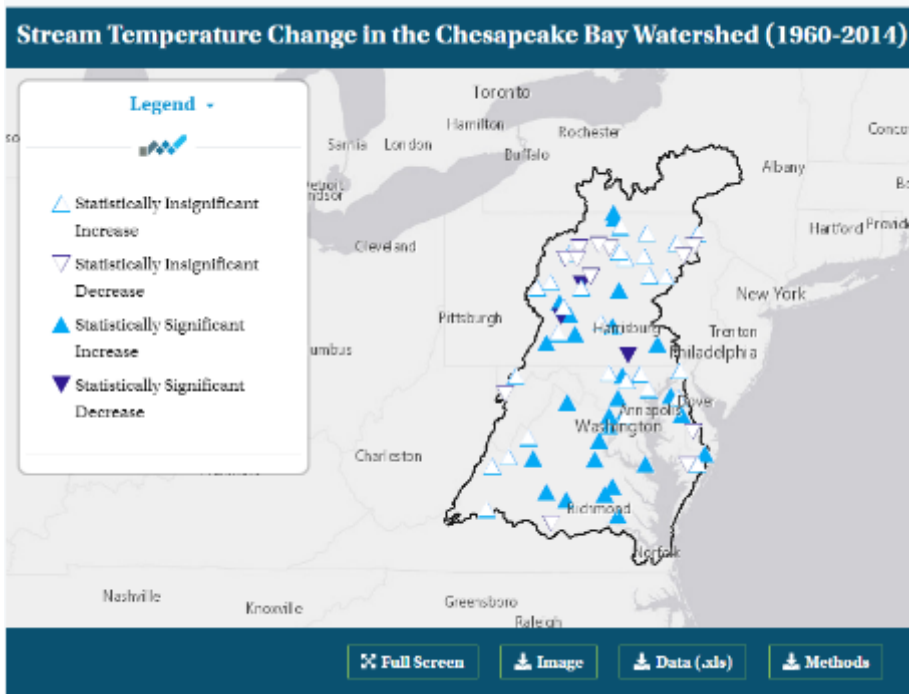 Stream Temperature Change in the Chesapeake Bay Watershed (1960-2014)
Legend
Statistically Insignificant
Increase
Statistically Insignificant
Decrease
Statistically Significant
Increase
Statistically Significant
Decrease
Toronto
Hamilton
Rochester
Sarnia London
Buffalo
Albany
Hartford
Cleveland
New York
Pittsburgh
Harrisburg
Trenton
Philadelphia
Dover
Annapolis
Washington
Charleston
Richmond
Norfolk
Nashville
Knoxville
Greensboro
Raleigh
Full Screen
Image
Data (.xls)
Methods